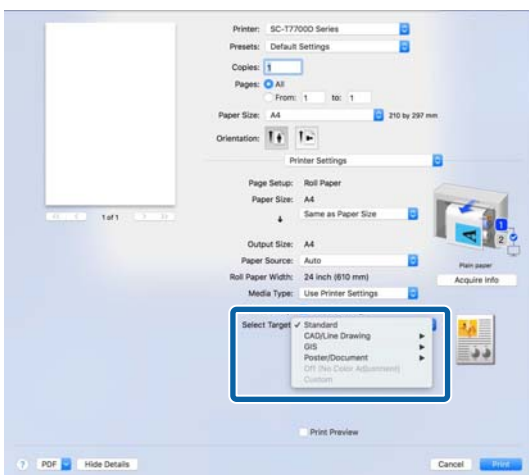 Printer: SC-T7700D Series
Presets: Default Settings
Copies: 1
Pages: All
From: 1 to: 1
Paper Size: A4 210 by 297 mm
Orientation:
Printer Settings
Page Setup: Roll Paper
Paper Size: A4
Same as Paper Size
Output Size: A4
Paper Source: Auto
Roll Paper Width: 24 inch (610 mm)
Media Type: Use Printer Settings
1
2
Plain paper
Acquire Info
1 of 1
Select Target ✓ Standard
CAD/Line Drawing
GIS
Poster/Document
Off (No Color Adjustment)
Custom
Print Preview
? PDF Hide Details Cancel Print